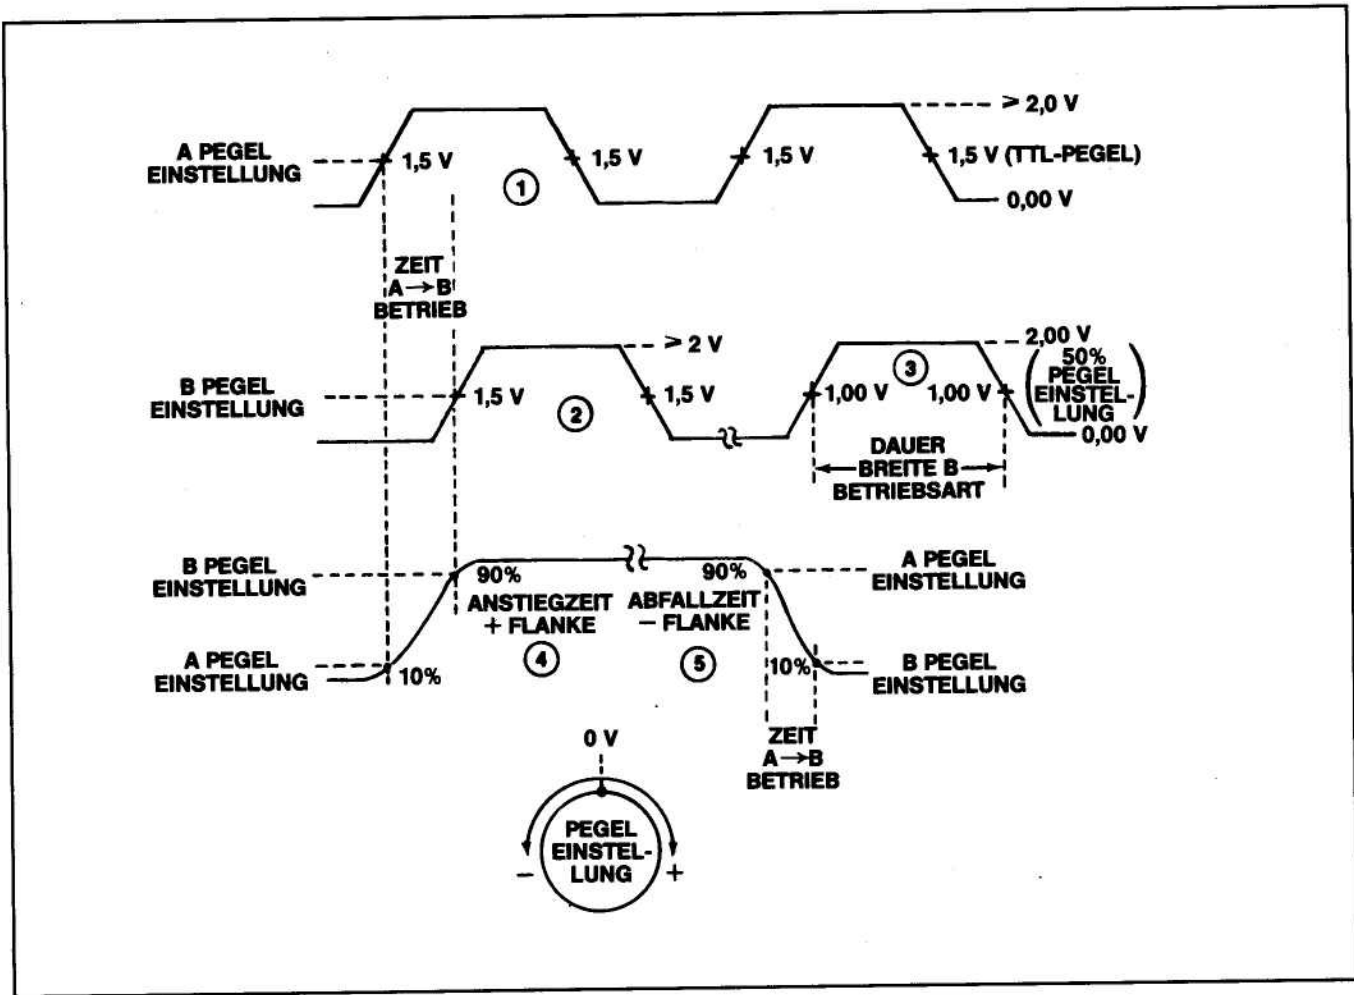 ≥ 2,0 V
A PEGEL
EINSTELLUNG
1,5 V
1,5 V
1,5 V
1,5 V (TTL-PEGEL)
1
0,00 V
ZEIT
A→B
BETRIEB
≥ 2 V
2,00 V
B PEGEL
EINSTELLUNG
1,5 V
1,5 V
2
3
1,00 V
1,00 V
(50%
PEGEL
EINSTEL-
LUNG)
0,00 V
DAUER
BREITE B
BETRIEBSART
B PEGEL
EINSTELLUNG
90%
90%
A PEGEL
EINSTELLUNG
ANSTIEGZEIT
+ FLANKE
4
ABFALLZEIT
− FLANKE
5
A PEGEL
EINSTELLUNG
10%
10%
B PEGEL
EINSTELLUNG
ZEIT
A→B
BETRIEB
0 V
PEGEL
EINSTEL-
LUNG
−
+